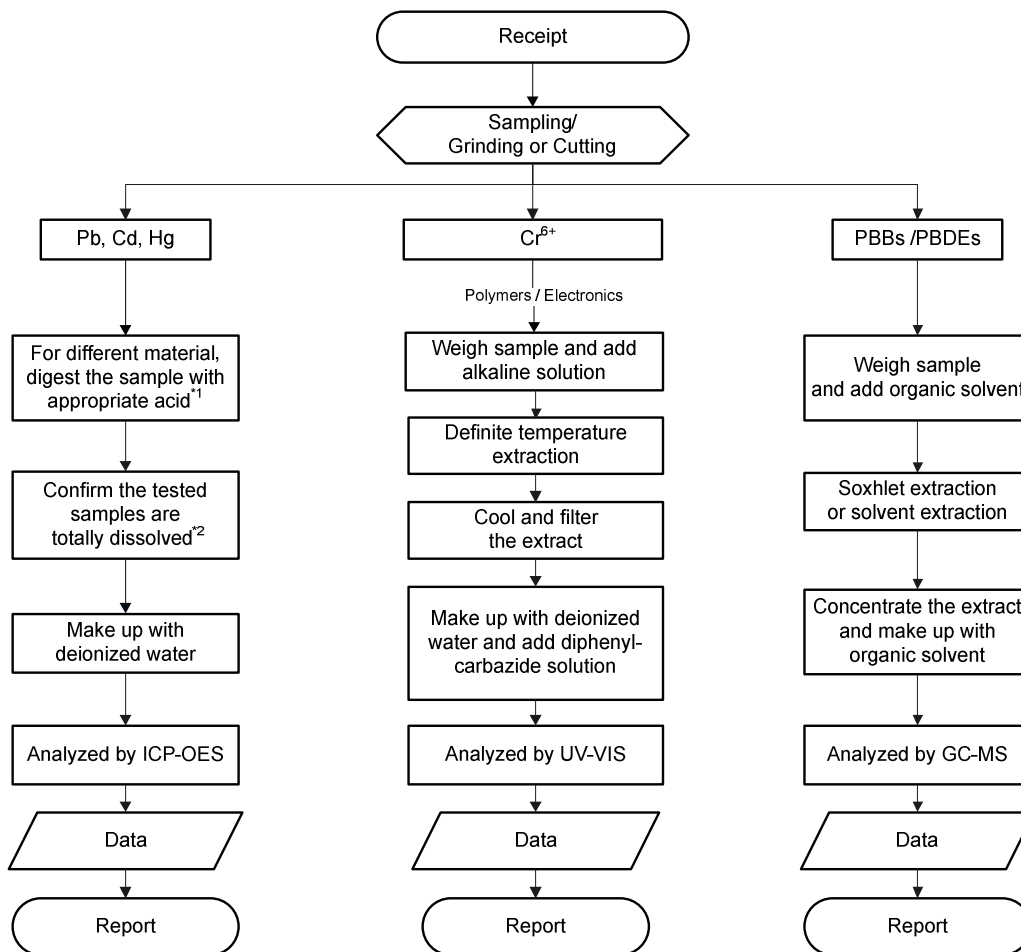 Receipt
Sampling/
Grinding or Cutting
Pb, Cd, Hg
For different material,
digest the sample with
appropriate acid*1
Confirm the tested
samples are
totally dissolved*2
Make up with
deionized water
Analyzed by ICP-OES
Data
Report
Cr6+
Polymers / Electronics
Weigh sample and add
alkaline solution
Definite temperature
extraction
Cool and filter
the extract
Make up with deionized
water and add diphenyl-
carbazide solution
Analyzed by UV-VIS
Data
Report
PBBs /PBDEs
Weigh sample
and add organic solvent
Soxhlet extraction
or solvent extraction
Concentrate the extract
and make up with
organic solvent
Analyzed by GC-MS
Data
Report